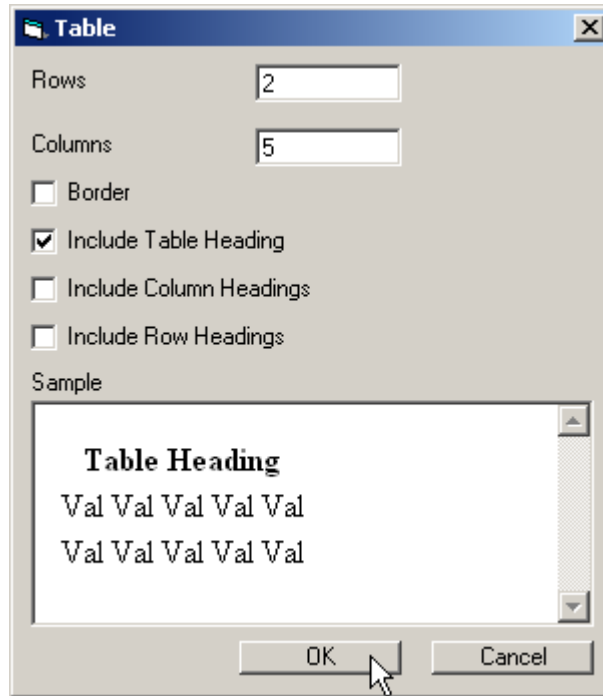 Table
Rows 2
Columns 5
Border
Include Table Heading
Include Column Headings
Include Row Headings
Sample
Table Heading
Val Val Val Val Val
Val Val Val Val Val
OK Cancel